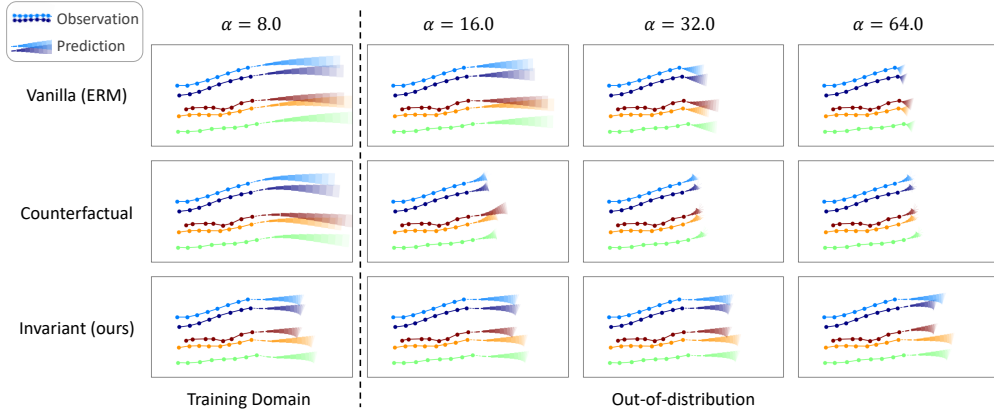 Observation
Prediction
α = 8.0
α = 16.0
α = 32.0
α = 64.0
Vanilla (ERM)
Counterfactual
Invariant (ours)
Training Domain
Out-of-distribution